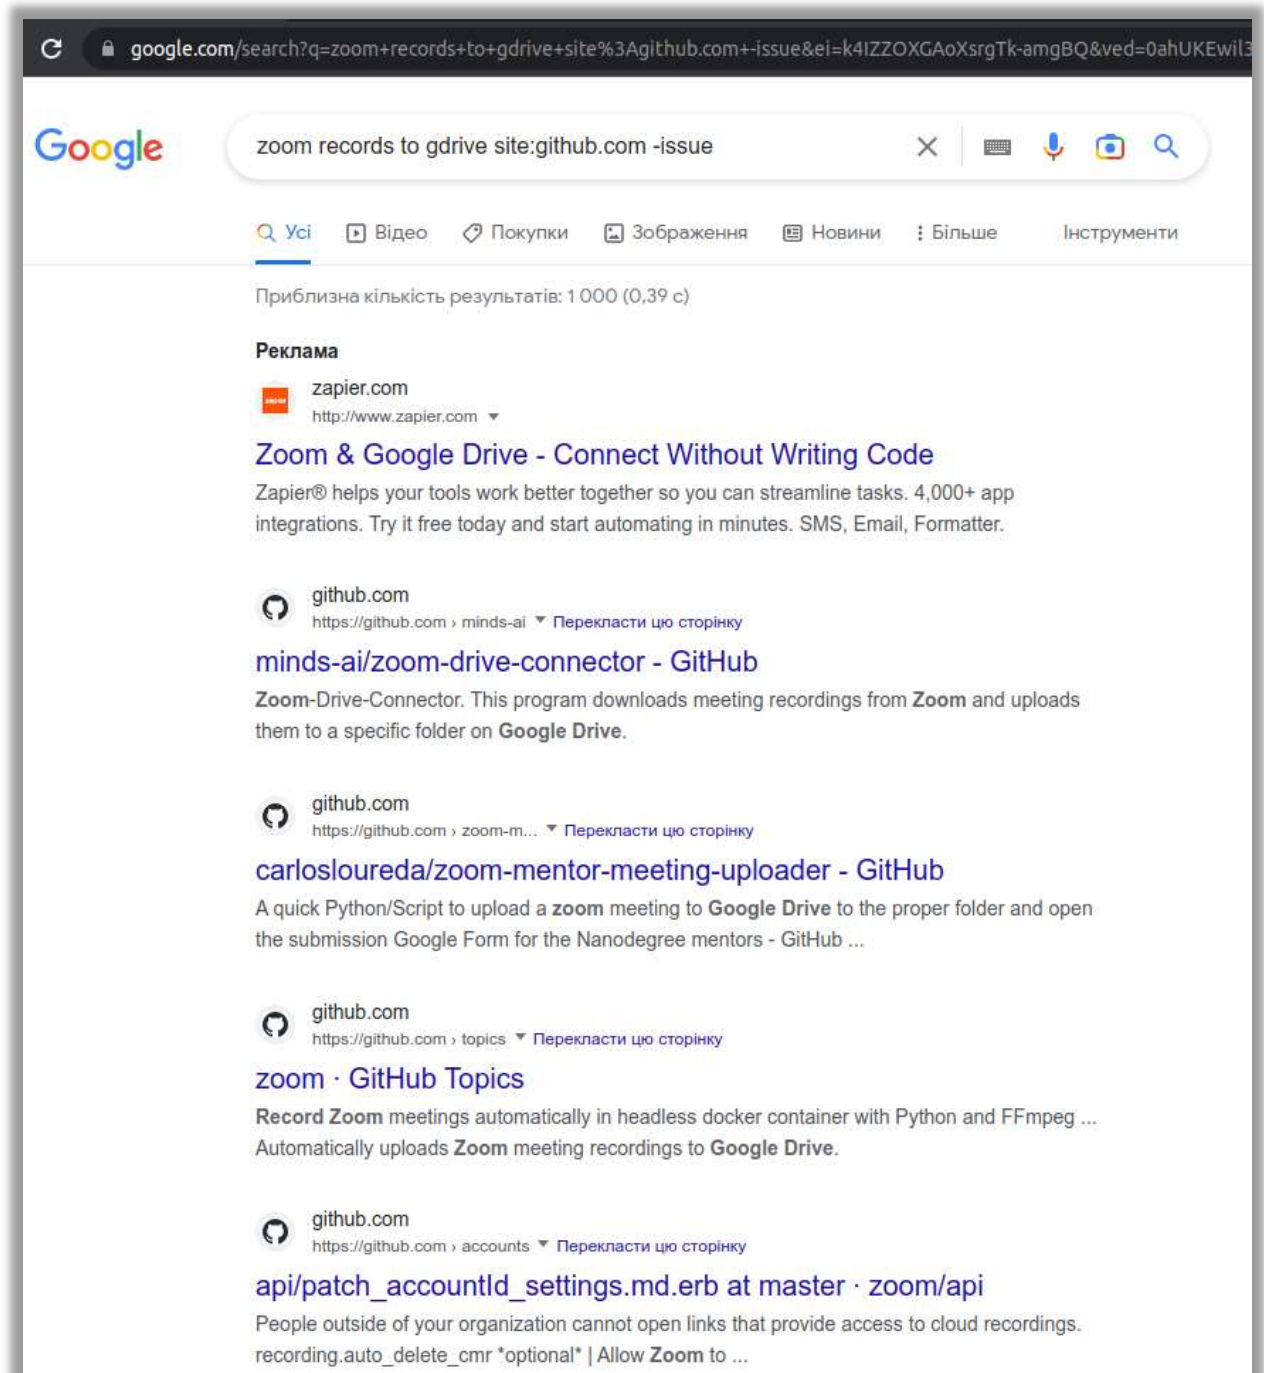 google.com/search?q=zoom+records+to+gdrive+site%3Agithub.com+-issue&ei=k4IZZOXGAoXsrgTk-amgBQ&ved=0ahUKEwil3
Google
zoom records to gdrive site:github.com -issue
Усі Відео Покупки Зображення Новини Більше Інструменти
Приблизна кількість результатів: 1 000 (0,39 с)
Реклама
zapier.com
http://www.zapier.com
Zoom & Google Drive - Connect Without Writing Code
Zapier® helps your tools work better together so you can streamline tasks. 4,000+ app
integrations. Try it free today and start automating in minutes. SMS, Email, Formatter.
github.com
https://github.com › minds-ai Перекласти цю сторінку
minds-ai/zoom-drive-connector - GitHub
Zoom-Drive-Connector. This program downloads meeting recordings from Zoom and uploads
them to a specific folder on Google Drive.
github.com
https://github.com › zoom-m... Перекласти цю сторінку
carlosloureda/zoom-mentor-meeting-uploader - GitHub
A quick Python/Script to upload a zoom meeting to Google Drive to the proper folder and open
the submission Google Form for the Nanodegree mentors - GitHub ...
github.com
https://github.com › topics Перекласти цю сторінку
zoom · GitHub Topics
Record Zoom meetings automatically in headless docker container with Python and FFmpeg ...
Automatically uploads Zoom meeting recordings to Google Drive.
github.com
https://github.com › accounts Перекласти цю сторінку
api/patch_accountId_settings.md.erb at master · zoom/api
People outside of your organization cannot open links that provide access to cloud recordings.
recording.auto_delete_cmr *optional* | Allow Zoom to ...